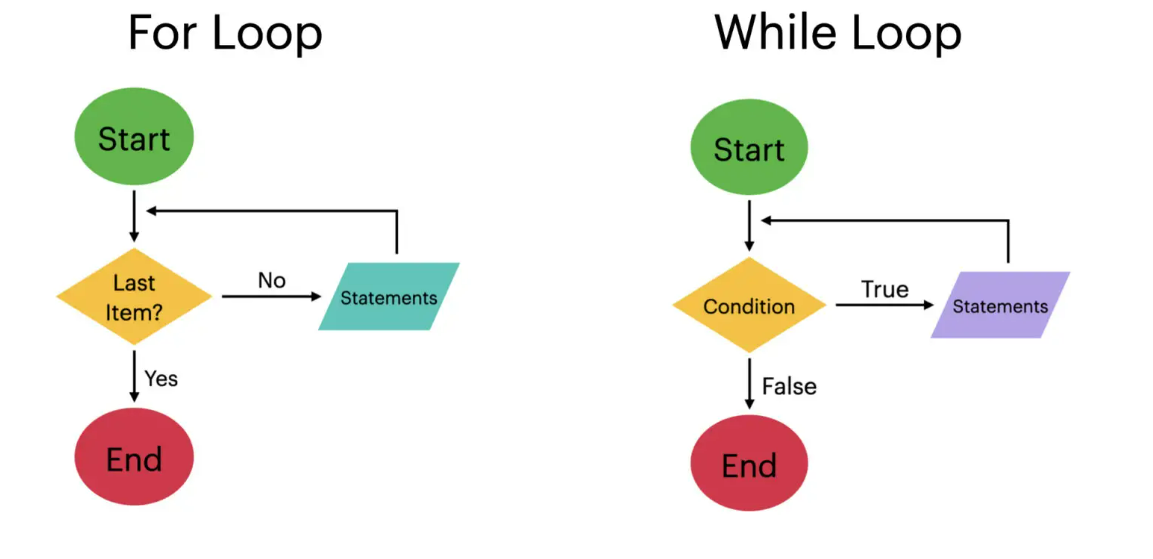 For Loop
Start
Last
Item?
No
Statements
Yes
End
While Loop
Start
Condition
True
Statements
False
End